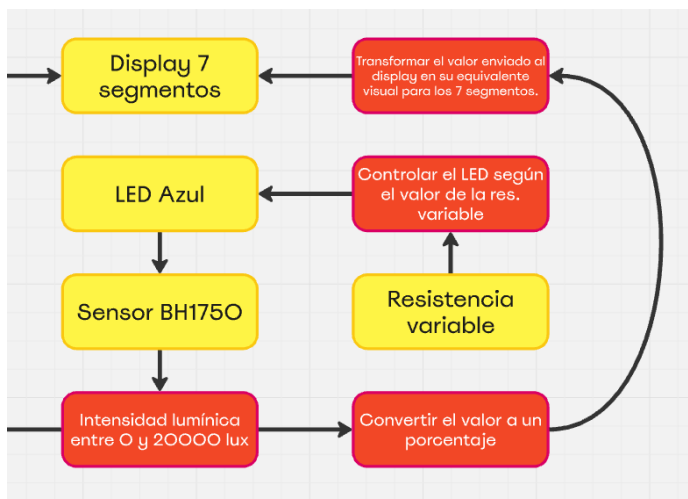 Display 7
segmentos
Transformar el valor enviado al
display en su equivalente
visual para los 7 segmentos.
LED Azul
Controlar el LED según
el valor de la res.
variable
Sensor BH1750
Resistencia
variable
Intensidad lumínica
entre 0 y 20000 lux
Convertir el valor a un
porcentaje